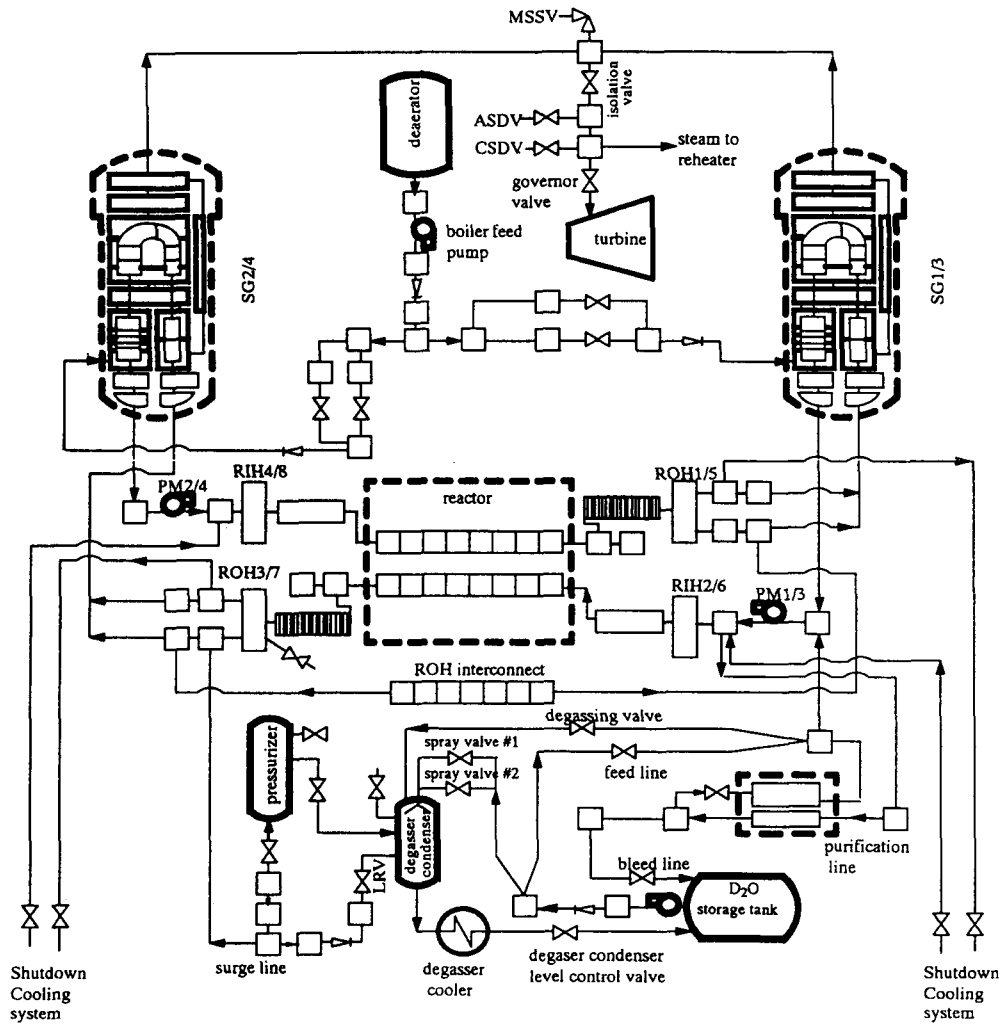 MSSV
isolation
valve
deaerator
ASDV
CSDV
steam to
reheater
governor
valve
turbine
boiler feed
pump
SG2/4
SG1/3
RIH4/8
PM2/4
reactor
ROH1/5
ROH3/7
RIH2/6
PM1/3
ROH interconnect
degassing valve
pressurizer
spray valve #1
spray valve #2
feed line
degasser
condenser
LRV
purification
line
bleed line
D2O
storage tank
surge line
degasser
cooler
degaser condenser
level control valve
Shutdown
Cooling
system
Shutdown
Cooling
system